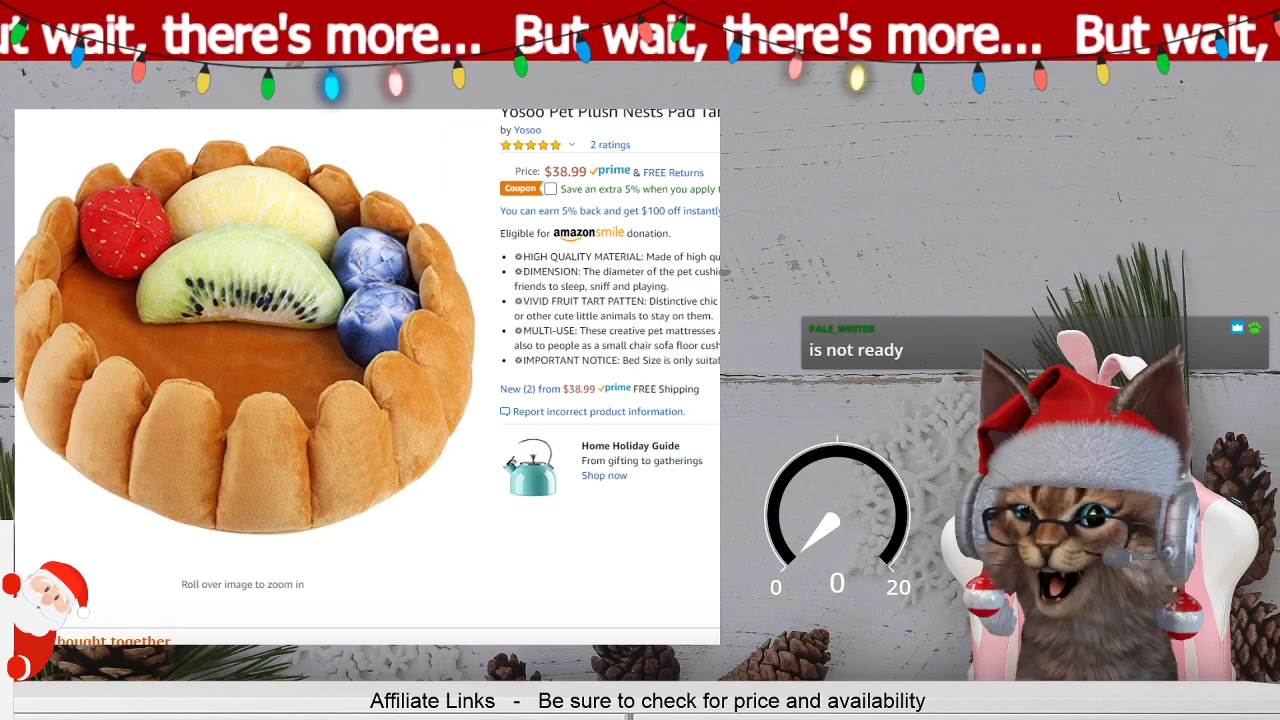 ut wait, there's more... But wait, there's more... But wait,
Yosoo Pet Plush Nests Pad Tar
by Yosoo
2 ratings
Price: $38.99 prime & FREE Returns
Coupon Save an extra 5% when you apply t
You can earn 5% back and get $100 off instantly
Eligible for amazonsmile donation.
HIGH QUALITY MATERIAL: Made of high qu
DIMENSION: The diameter of the pet cushi
friends to sleep, sniff and playing.
VIVID FRUIT TART PATTEN: Distinctive chic
or other cute little animals to stay on them.
MULTI-USE: These creative pet mattresses a
also to people as a small chair sofa floor cush
IMPORTANT NOTICE: Bed Size is only suital
New (2) from $38.99 prime FREE Shipping
Report incorrect product information.
Home Holiday Guide
From gifting to gatherings
Shop now
Roll over image to zoom in
bought together
PALE_WRITER
is not ready
0 0 20
Affiliate Links - Be sure to check for price and availability